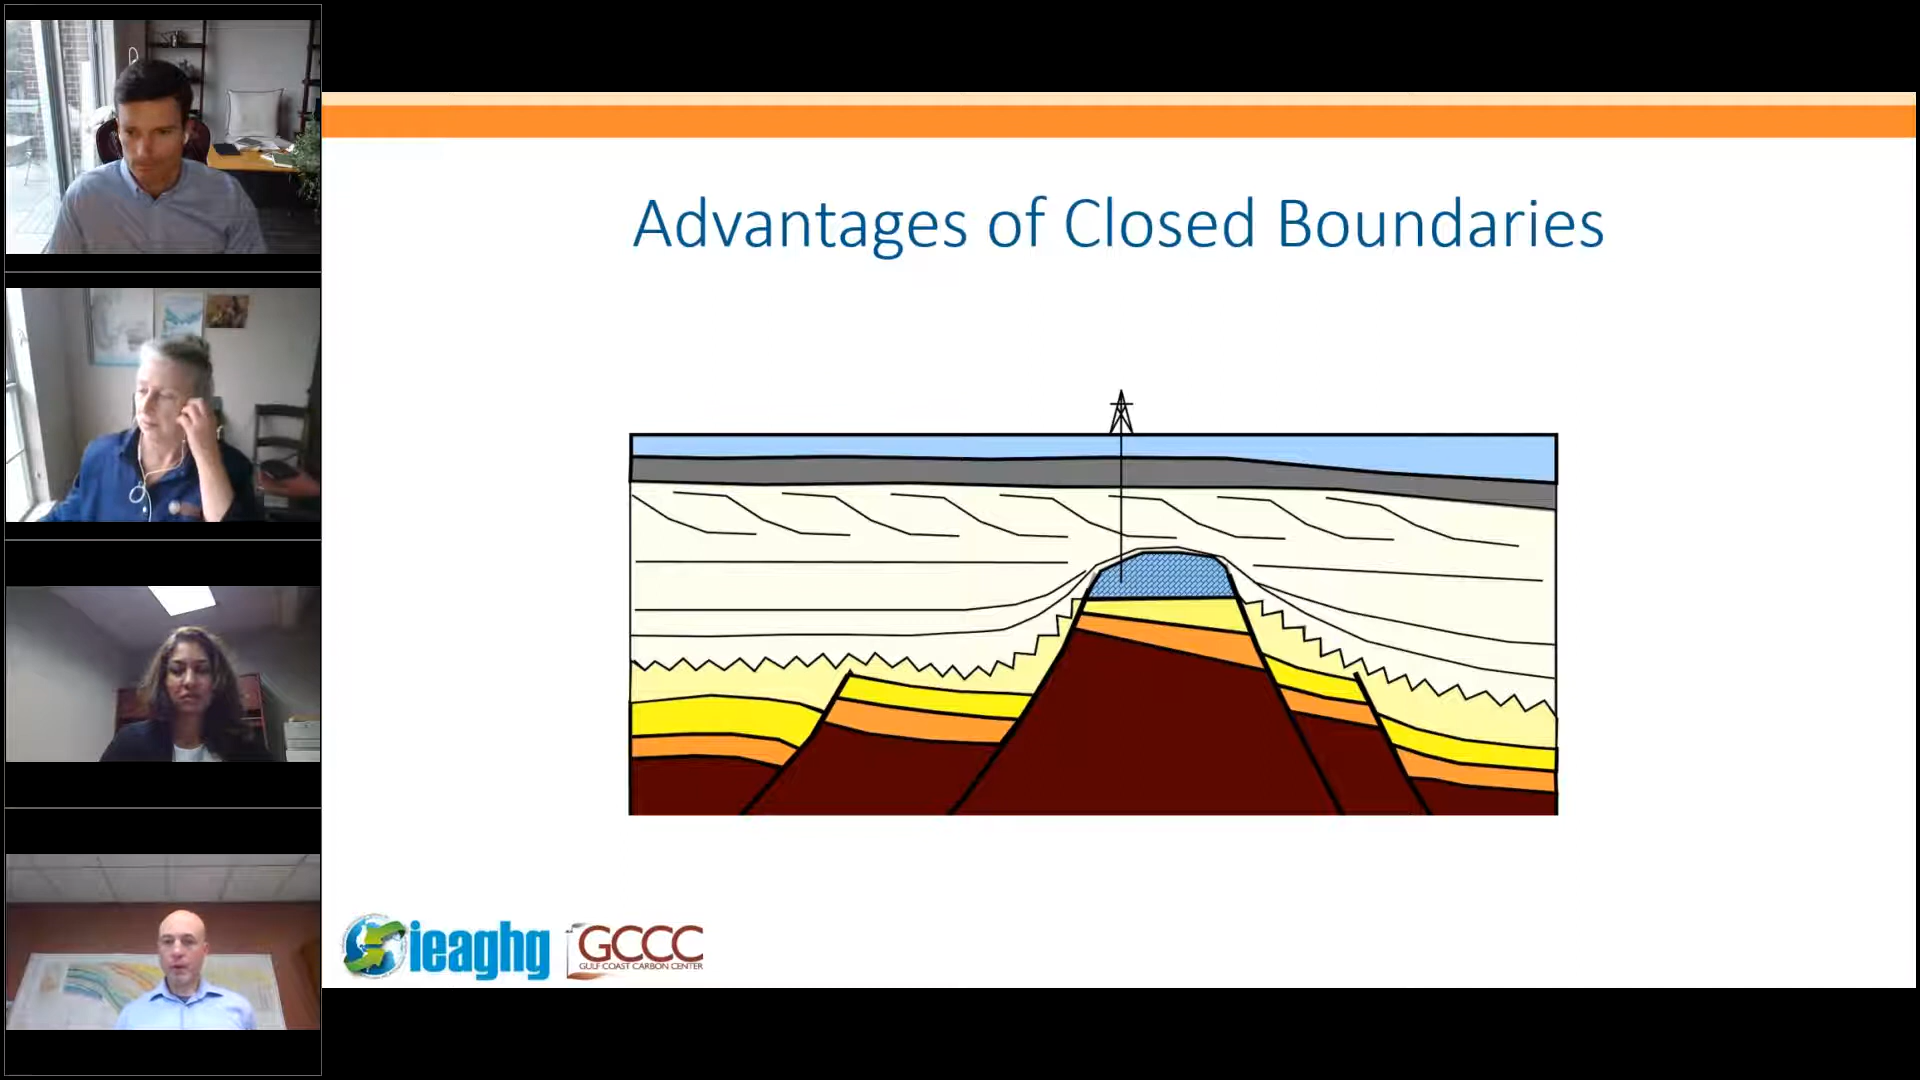 Advantages of Closed Boundaries
ieaghg
GCCC
GULF COAST CARBON CENTER